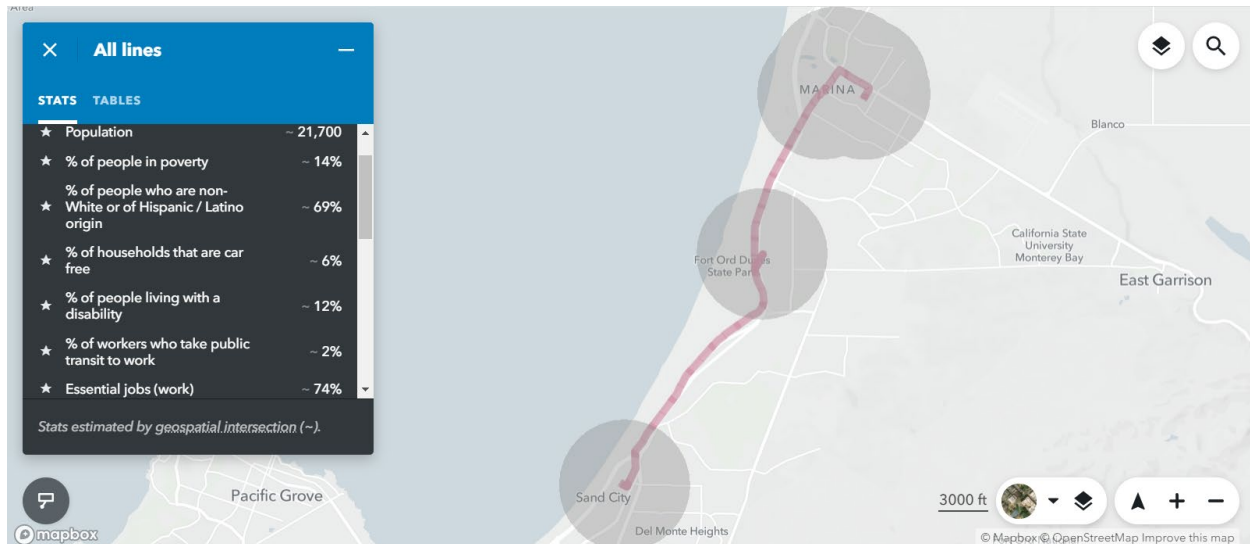 Area
All lines
STATS TABLES
Population ~ 21,700
% of people in poverty ~ 14%
% of people who are non-
White or of Hispanic / Latino
origin
~ 69%
% of households that are car
free
~ 6%
% of people living with a
disability
~ 12%
% of workers who take public
transit to work
~ 2%
Essential jobs (work) ~ 74%
Stats estimated by geospatial intersection (~).
MARINA
Blanco
Fort Ord Dunes
State Park
California State
University
Monterey Bay
East Garrison
Sand City
Pacific Grove
Del Monte Heights
3000 ft
mapbox
© Mapbox © OpenStreetMap Improve this map